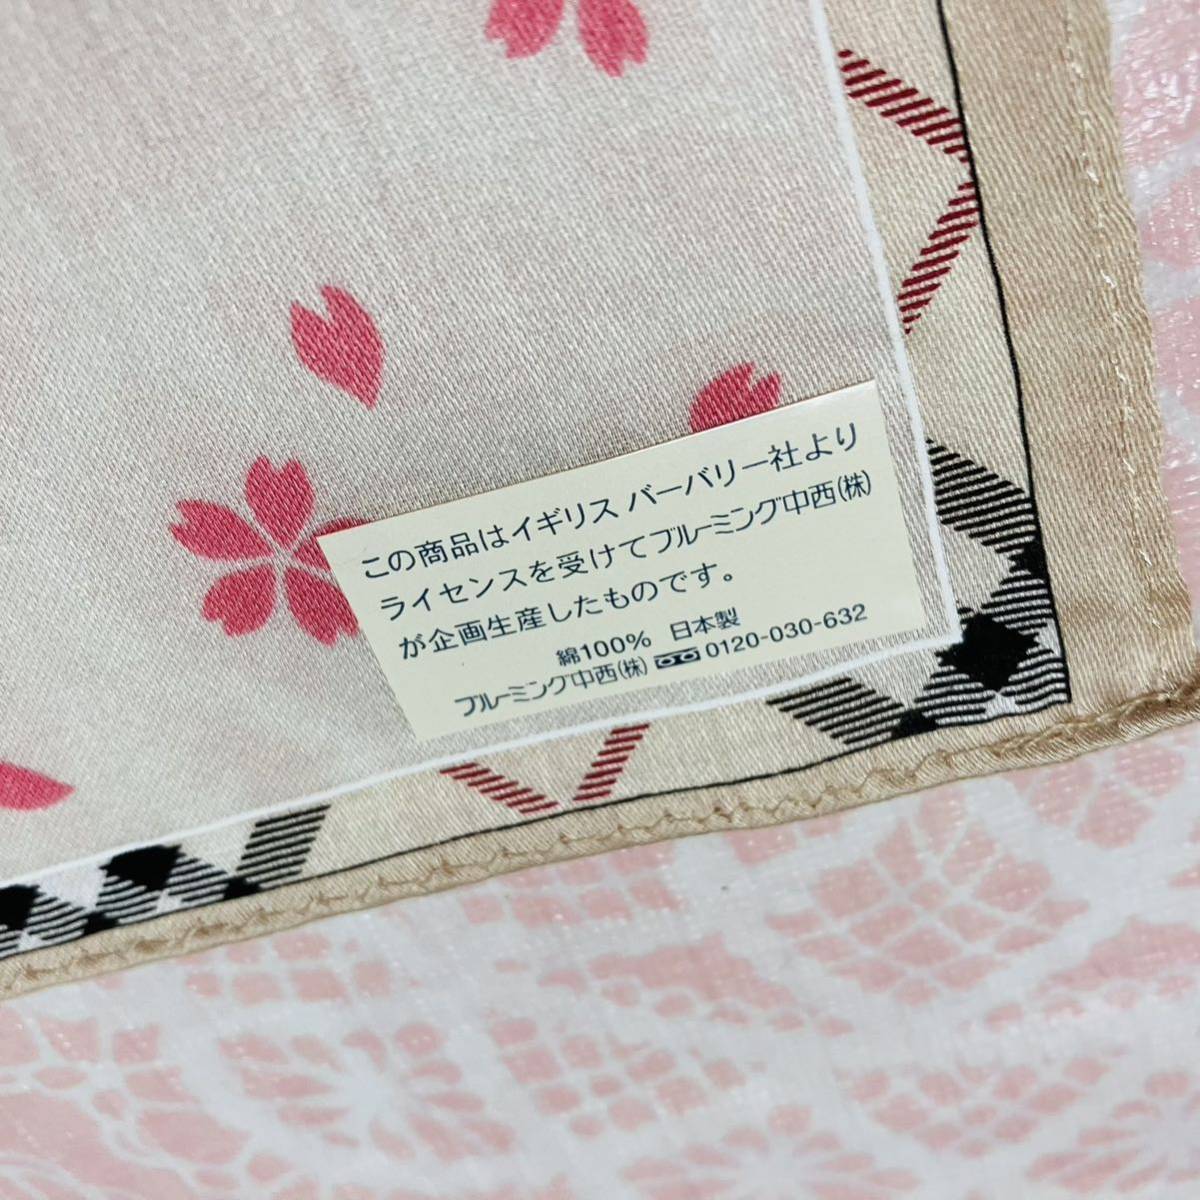 この商品はイギリス バーバリー社より
ライセンスを受けてブルーミング中西(株)
が企画生産したものです。
綿100% 日本製
ブルーミング中西(株) 0120-030-632